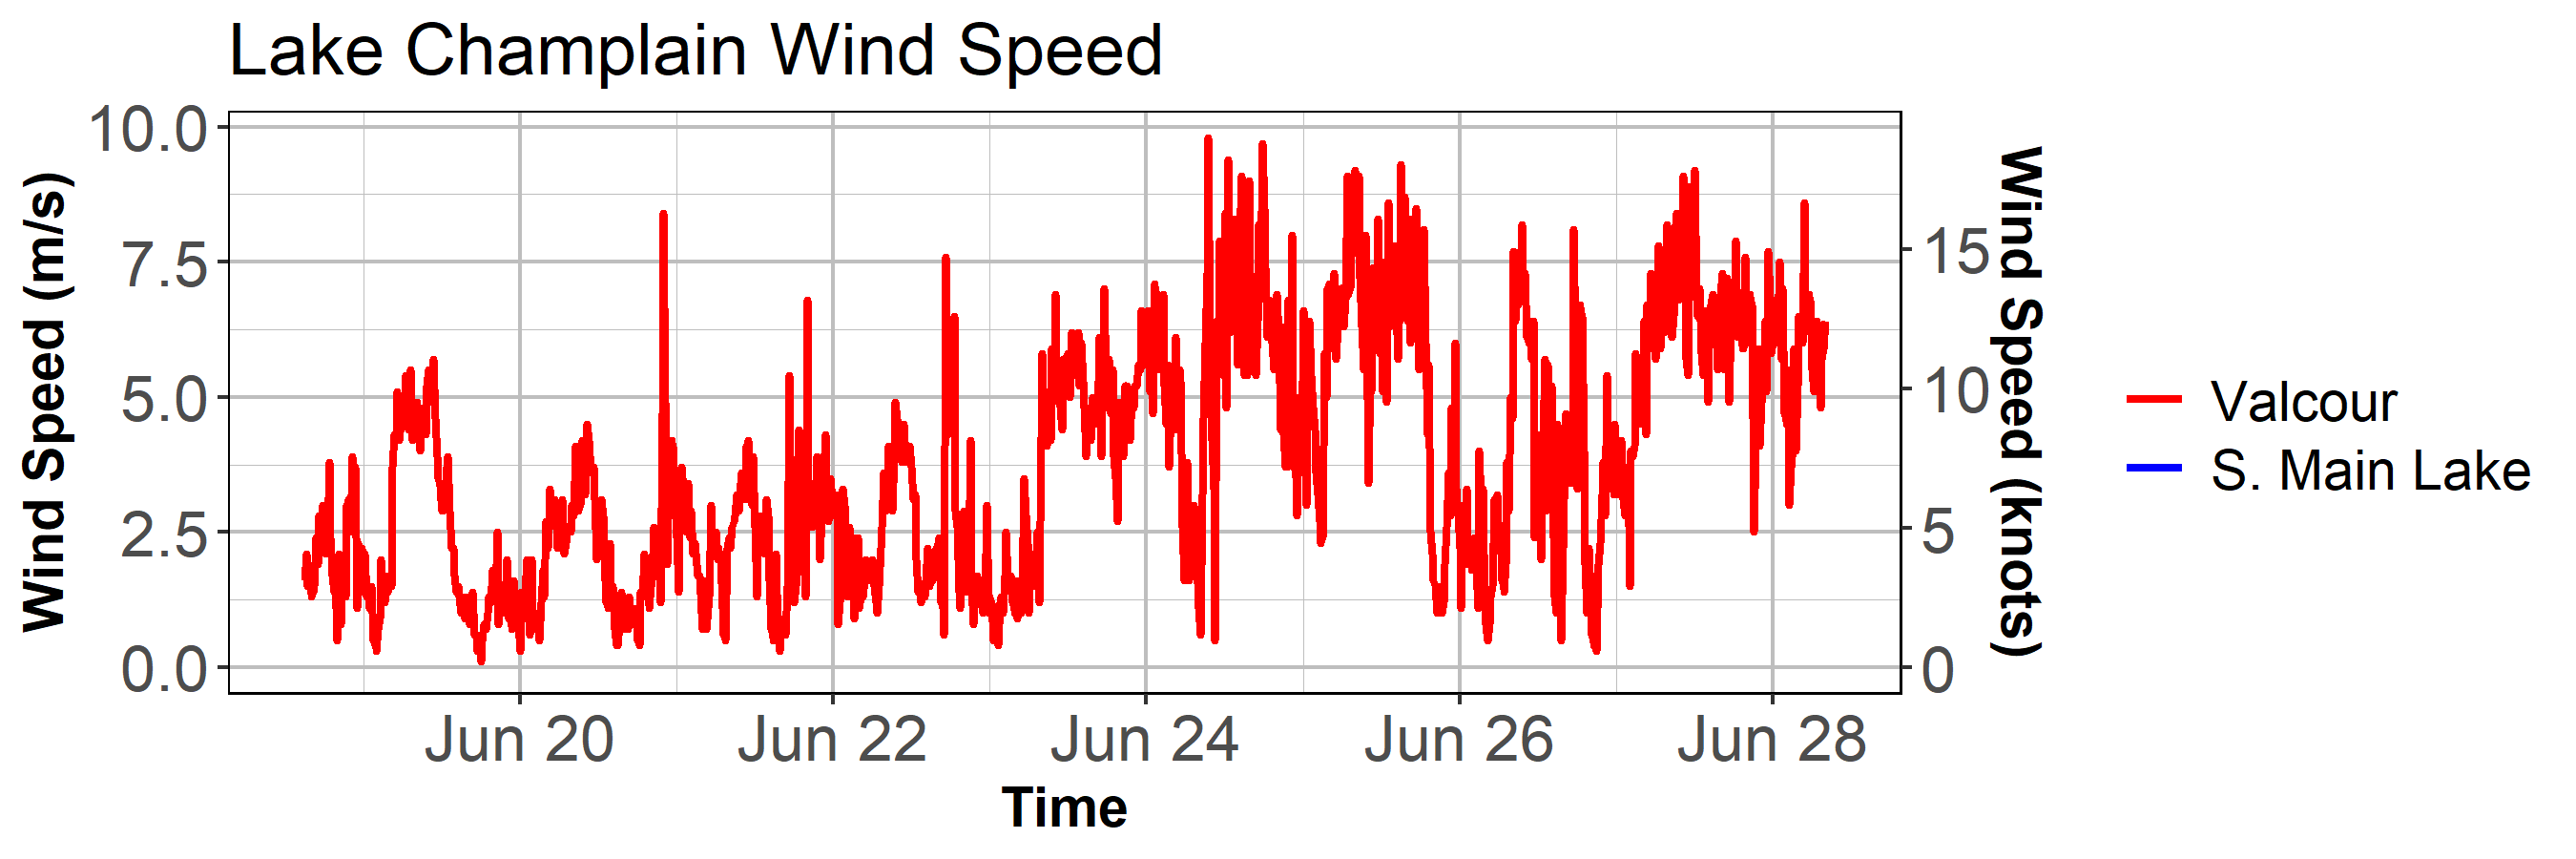 Lake Champlain Wind Speed
Wind Speed (m/s)
10.0
7.5
5.0
2.5
0.0
Jun 20
Jun 22
Jun 24
Jun 26
Jun 28
Time
15
10
5
0
Wind Speed (knots)
Valcour
S. Main Lake